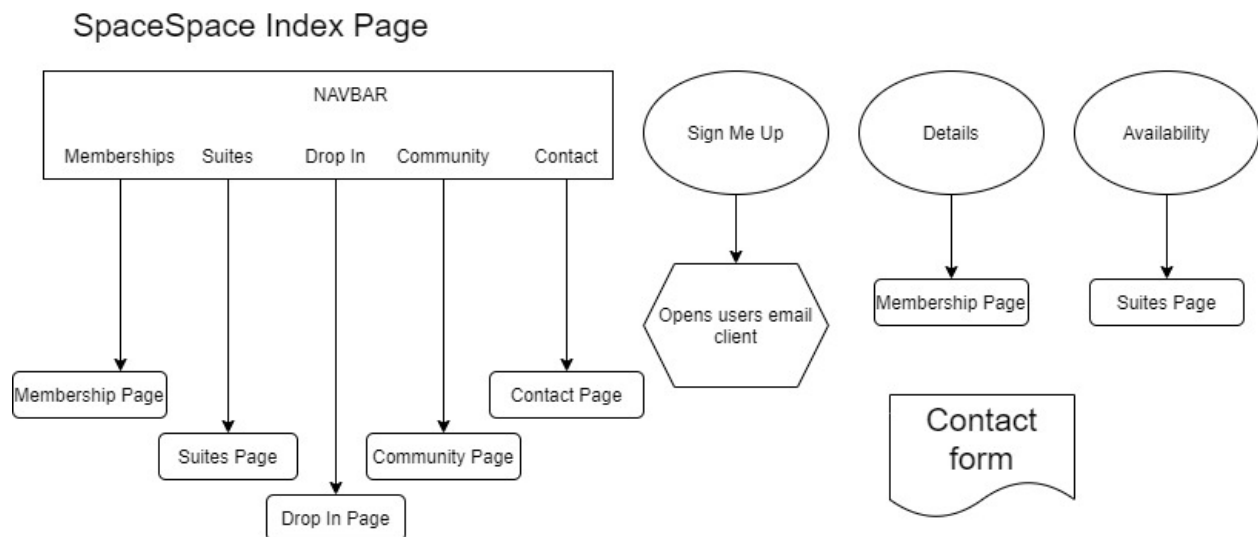 SpaceSpace Index Page
NAVBAR
Memberships Suites Drop In Community Contact
Sign Me Up
Details
Availability
Opens users email
client
Membership Page
Suites Page
Membership Page
Contact Page
Suites Page
Community Page
Drop In Page
Contact
form